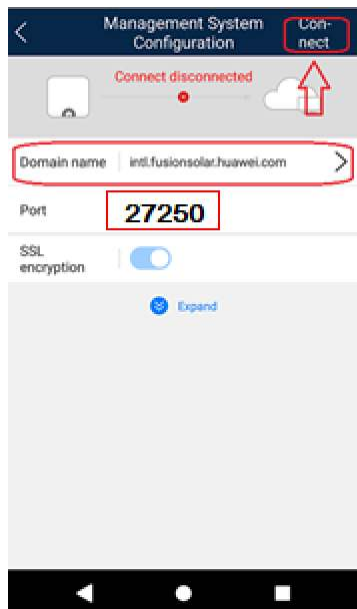 Management System
Configuration
Con-
nect
Connect disconnected
Domain name intl.fusionsolar.huawei.com
Port 27250
SSL
encryption
Expand